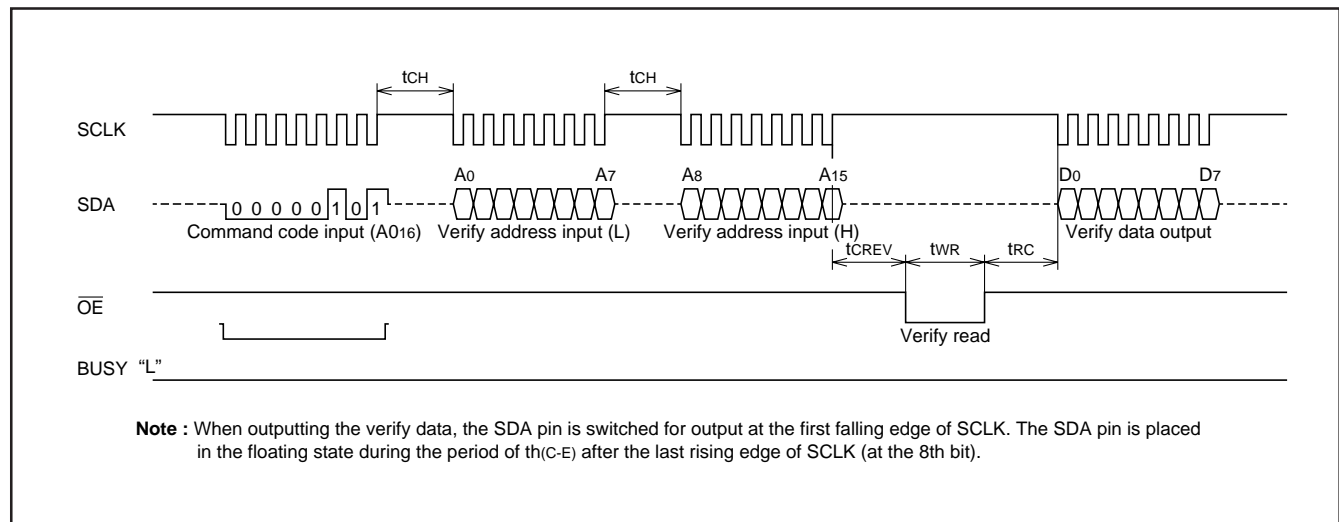 tCH tCH
SCLK
A0 A7 A8 A15 D0 D7
SDA 0 0 0 0 0 1 0 1
Command code input (A016) Verify address input (L) Verify address input (H) Verify data output
tCREV tWR tRC
OE
Verify read
BUSY “L”
Note : When outputting the verify data, the SDA pin is switched for output at the first falling edge of SCLK. The SDA pin is placed
in the floating state during the period of th(C-E) after the last rising edge of SCLK (at the 8th bit).